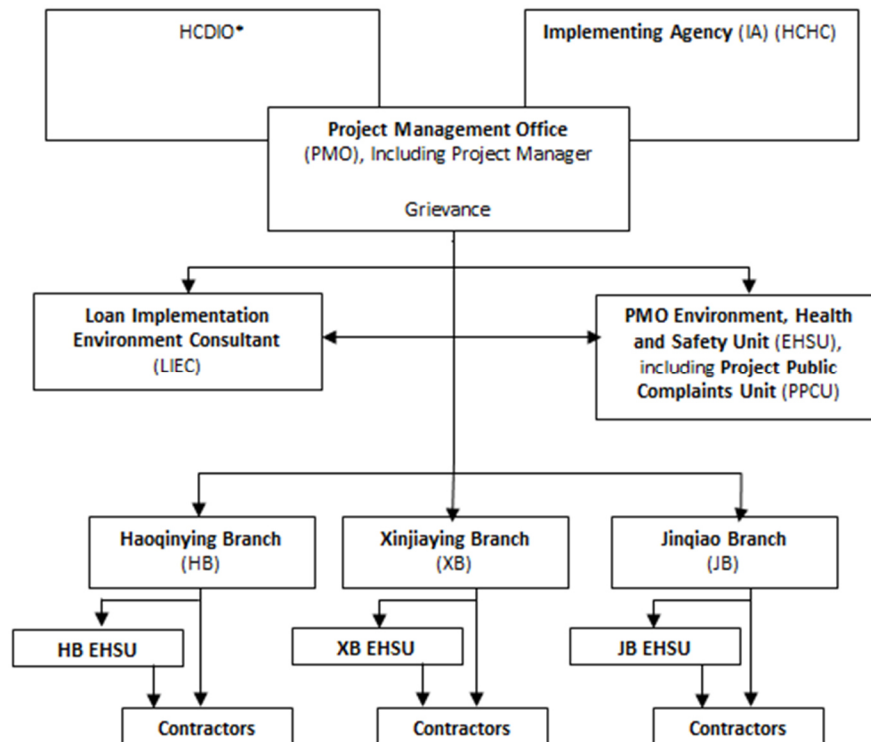 HCDIO*
Implementing Agency (IA) (HCHC)
Project Management Office
(PMO), Including Project Manager
Grievance
Loan Implementation
Environment Consultant
(LIEC)
PMO Environment, Health
and Safety Unit (EHSU),
including Project Public
Complaints Unit (PPCU)
Haoqinying Branch
(HB)
Xinjiaying Branch
(XB)
Jinqiao Branch
(JB)
HB EHSU
XB EHSU
JB EHSU
Contractors
Contractors
Contractors